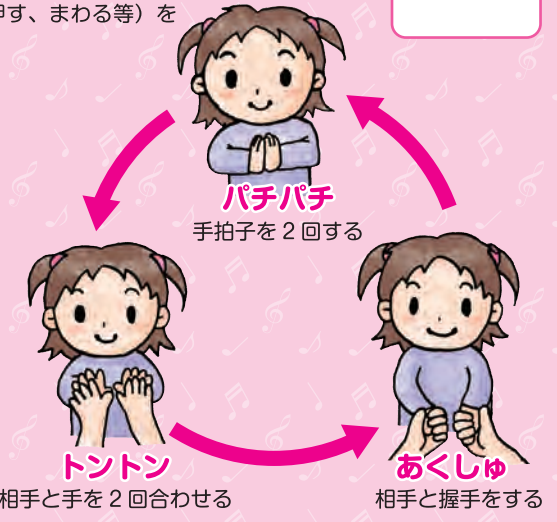 す、まわる等）を
パチパチ
手拍子を２回する
トントン
相手と手を２回合わせる
あくしゅ
相手と握手をする